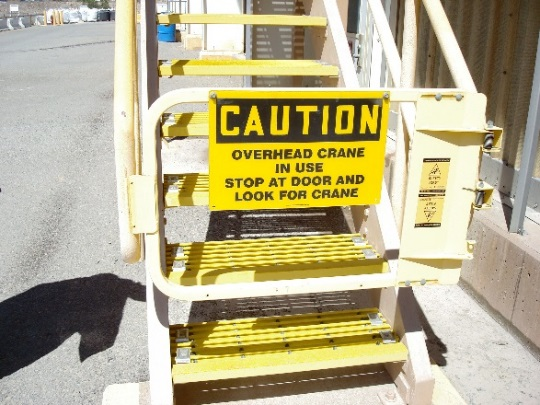 CAUTION
OVERHEAD CRANE
IN USE
STOP AT DOOR AND
LOOK FOR CRANE